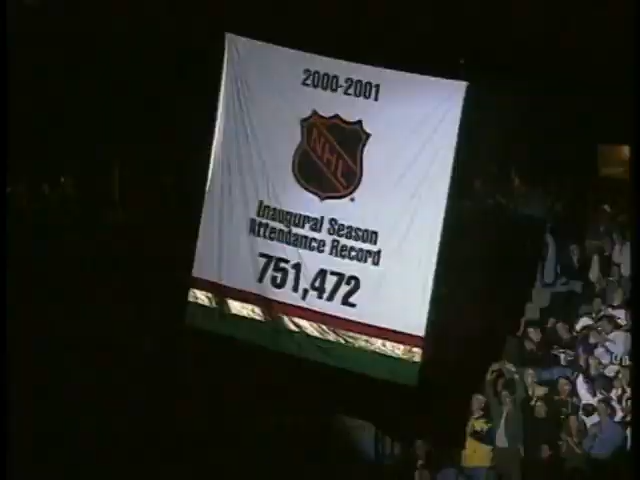 2000-2001
NHL
Inaugural Season
Attendance Record
751,472